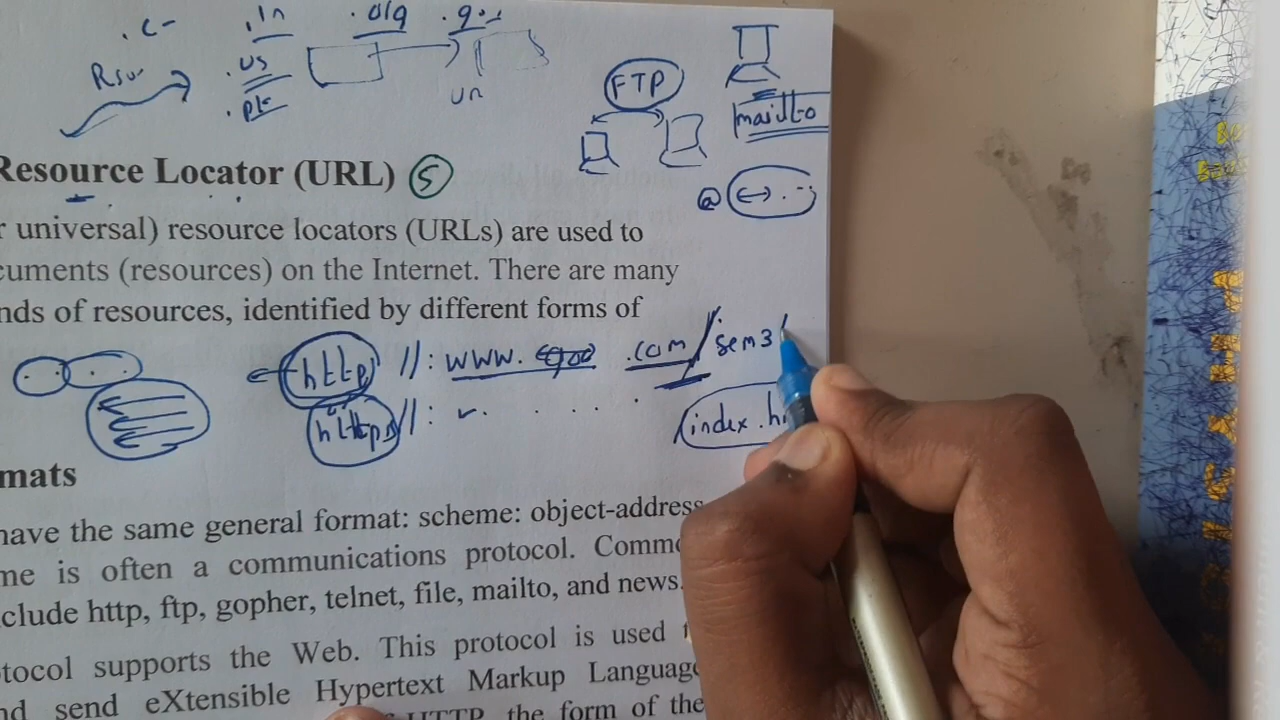 .in .org
.us
FTP
mailto
@
Resource Locator (URL) 5
universal) resource locators (URLs) are used to
cuments (resources) on the Internet. There are many
nds of resources, identified by different forms of
http //: www. .com/sem3/
https //:
index.h
mats
have the same general format: scheme: object-address
me is often a communications protocol. Comm
clude http, ftp, gopher, telnet, file, mailto, and news.
otocol supports the Web. This protocol is used
nd send eXtensible Hypertext Markup Language
HTTP, the form of the